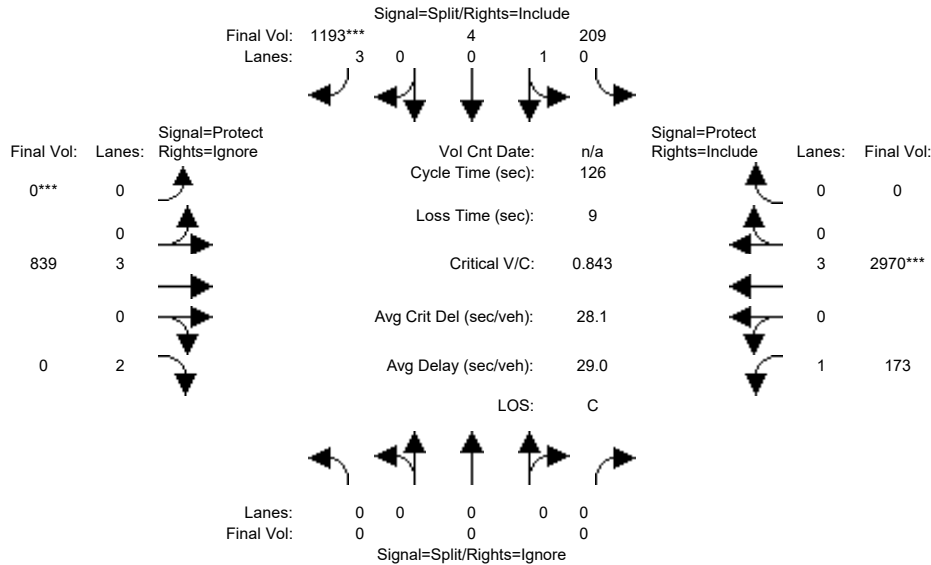 Signal=Split/Rights=Include
Final Vol: 1193*** 4 209
Lanes: 3 0 0 1 0
Signal=Protect Signal=Protect
Final Vol: Lanes: Rights=Ignore Vol Cnt Date: n/a Rights=Include Lanes: Final Vol:
Cycle Time (sec): 126
0*** 0 0 0
Loss Time (sec): 9
0 0
839 3 Critical V/C: 0.843 3 2970***
0 Avg Crit Del (sec/veh): 28.1 0
0 2 Avg Delay (sec/veh): 29.0 1 173
LOS: C
Lanes: 0 0 0 0 0
Final Vol: 0 0 0
Signal=Split/Rights=Ignore